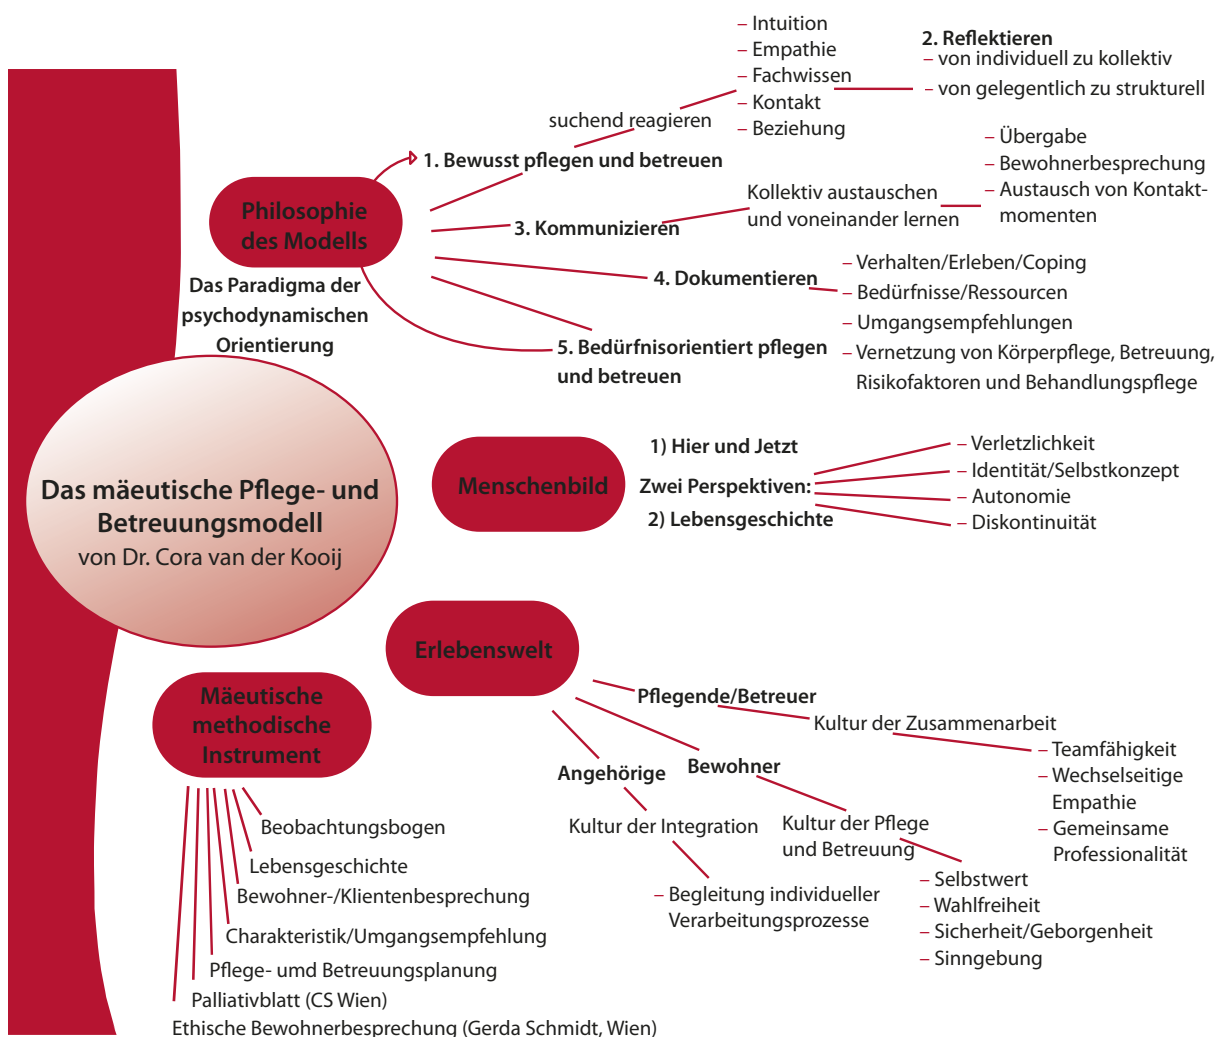 Das mäeutische Pflege- und
Betreuungsmodell
von Dr. Cora van der Kooij
Philosophie
des Modells
Das Paradigma der
psychodynamischen
Orientierung
1. Bewusst pflegen und betreuen
suchend reagieren
– Intuition
– Empathie
– Fachwissen
– Kontakt
– Beziehung
2. Reflektieren
– von individuell zu kollektiv
– von gelegentlich zu strukturell
3. Kommunizieren
Kollektiv austauschen
und voneinander lernen
– Übergabe
– Bewohnerbesprechung
– Austausch von Kontakt-
momenten
4. Dokumentieren
– Verhalten/Erleben/Coping
– Bedürfnisse/Ressourcen
– Umgangsempfehlungen
– Vernetzung von Körperpflege, Betreuung,
Risikofaktoren und Behandlungspflege
5. Bedürfnisorientiert pflegen
und betreuen
Menschenbild
1) Hier und Jetzt
Zwei Perspektiven:
2) Lebensgeschichte
– Verletzlichkeit
– Identität/Selbstkonzept
– Autonomie
– Diskontinuität
Erlebenswelt
Pflegende/Betreuer
Kultur der Zusammenarbeit
– Teamfähigkeit
– Wechselseitige
Empathie
– Gemeinsame
Professionalität
Bewohner
Kultur der Pflege
und Betreuung
– Selbstwert
– Wahlfreiheit
– Sicherheit/Geborgenheit
– Sinngebung
Angehörige
Kultur der Integration
– Begleitung individueller
Verarbeitungsprozesse
Mäeutische
methodische
Instrument
Beobachtungsbogen
Lebensgeschichte
Bewohner-/Klientenbesprechung
Charakteristik/Umgangsempfehlung
Pflege- umd Betreuungsplanung
Palliativblatt (CS Wien)
Ethische Bewohnerbesprechung (Gerda Schmidt, Wien)